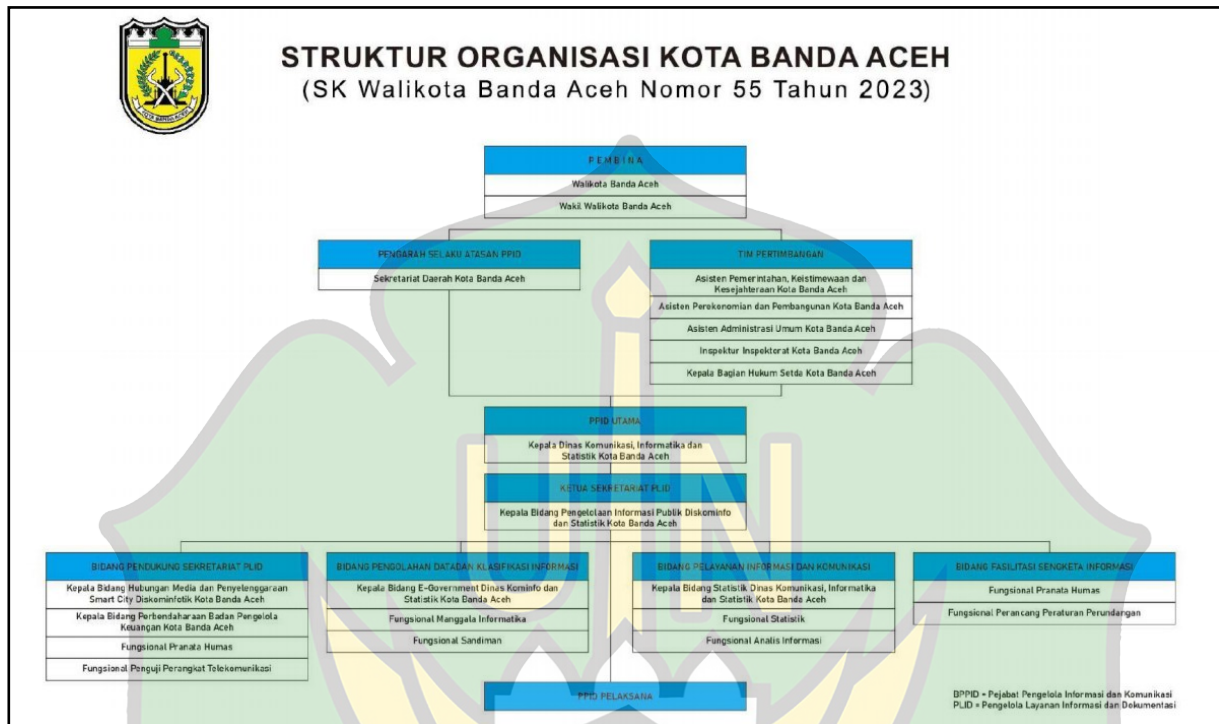 STRUKTUR ORGANISASI KOTA BANDA ACEH
(SK Walikota Banda Aceh Nomor 55 Tahun 2023)
KOTA BANDA ACEH
PEMBINA
Walikota Banda Aceh
Wakil Walikota Banda Aceh
PENGARAH SELAKU ATASAN PPID
Sekretariat Daerah Kota Banda Aceh
TIM PERTIMBANGAN
Asisten Pemerintahan, Keistimewaan dan
Kesejahteraan Kota Banda Aceh
Asisten Perekonomian dan Pembangunan Kota Banda Aceh
Asisten Administrasi Umum Kota Banda Aceh
Inspektur Inspektorat Kota Banda Aceh
Kepala Bagian Hukum Setda Kota Banda Aceh
PPID UTAMA
Kepala Dinas Komunikasi, Informatika dan
Statistik Kota Banda Aceh
KETUA SEKRETARIAT PLID
Kepala Bidang Pengelolaan Informasi Publik Diskominfo
dan Statistik Kota Banda Aceh
BIDANG PENDUKUNG SEKRETARIAT PLID
Kepala Bidang Hubungan Media dan Penyelenggaraan
Smart City Diskominfotik Kota Banda Aceh
Kepala Bidang Perbendaharaan Badan Pengelola
Keuangan Kota Banda Aceh
Fungsional Pranata Humas
Fungsional Penguji Perangkat Telekomunikasi
BIDANG PENGOLAHAN DATADAN KLASIFIKASI INFORMASI
Kepala Bidang E-Government Dinas Kominfo dan
Statistik Kota Banda Aceh
Fungsional Manggala Informatika
Fungsional Sandiman
BIDANG PELAYANAN INFORMASI DAN KOMUNIKASI
Kepala Bidang Statistik Dinas Komunikasi, Informatika
dan Statistik Kota Banda Aceh
Fungsional Statistik
Fungsional Analis Informasi
BIDANG FASILITASI SENGKETA INFORMASI
Fungsional Pranata Humas
Fungsional Perancang Peraturan Perundangan
PPID PELAKSANA
BPPID = Pejabat Pengelola Informasi dan Komunikasi
PLID = Pengelola Layanan Informasi dan Dokumentasi
UIN